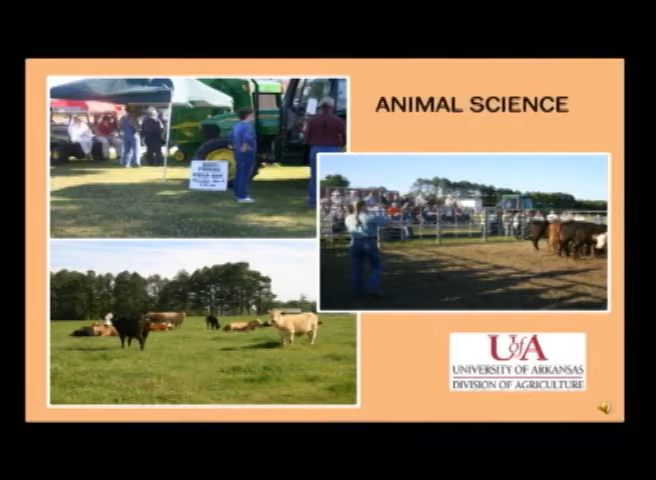 ANIMAL SCIENCE
UofA
UNIVERSITY OF ARKANSAS
DIVISION OF AGRICULTURE